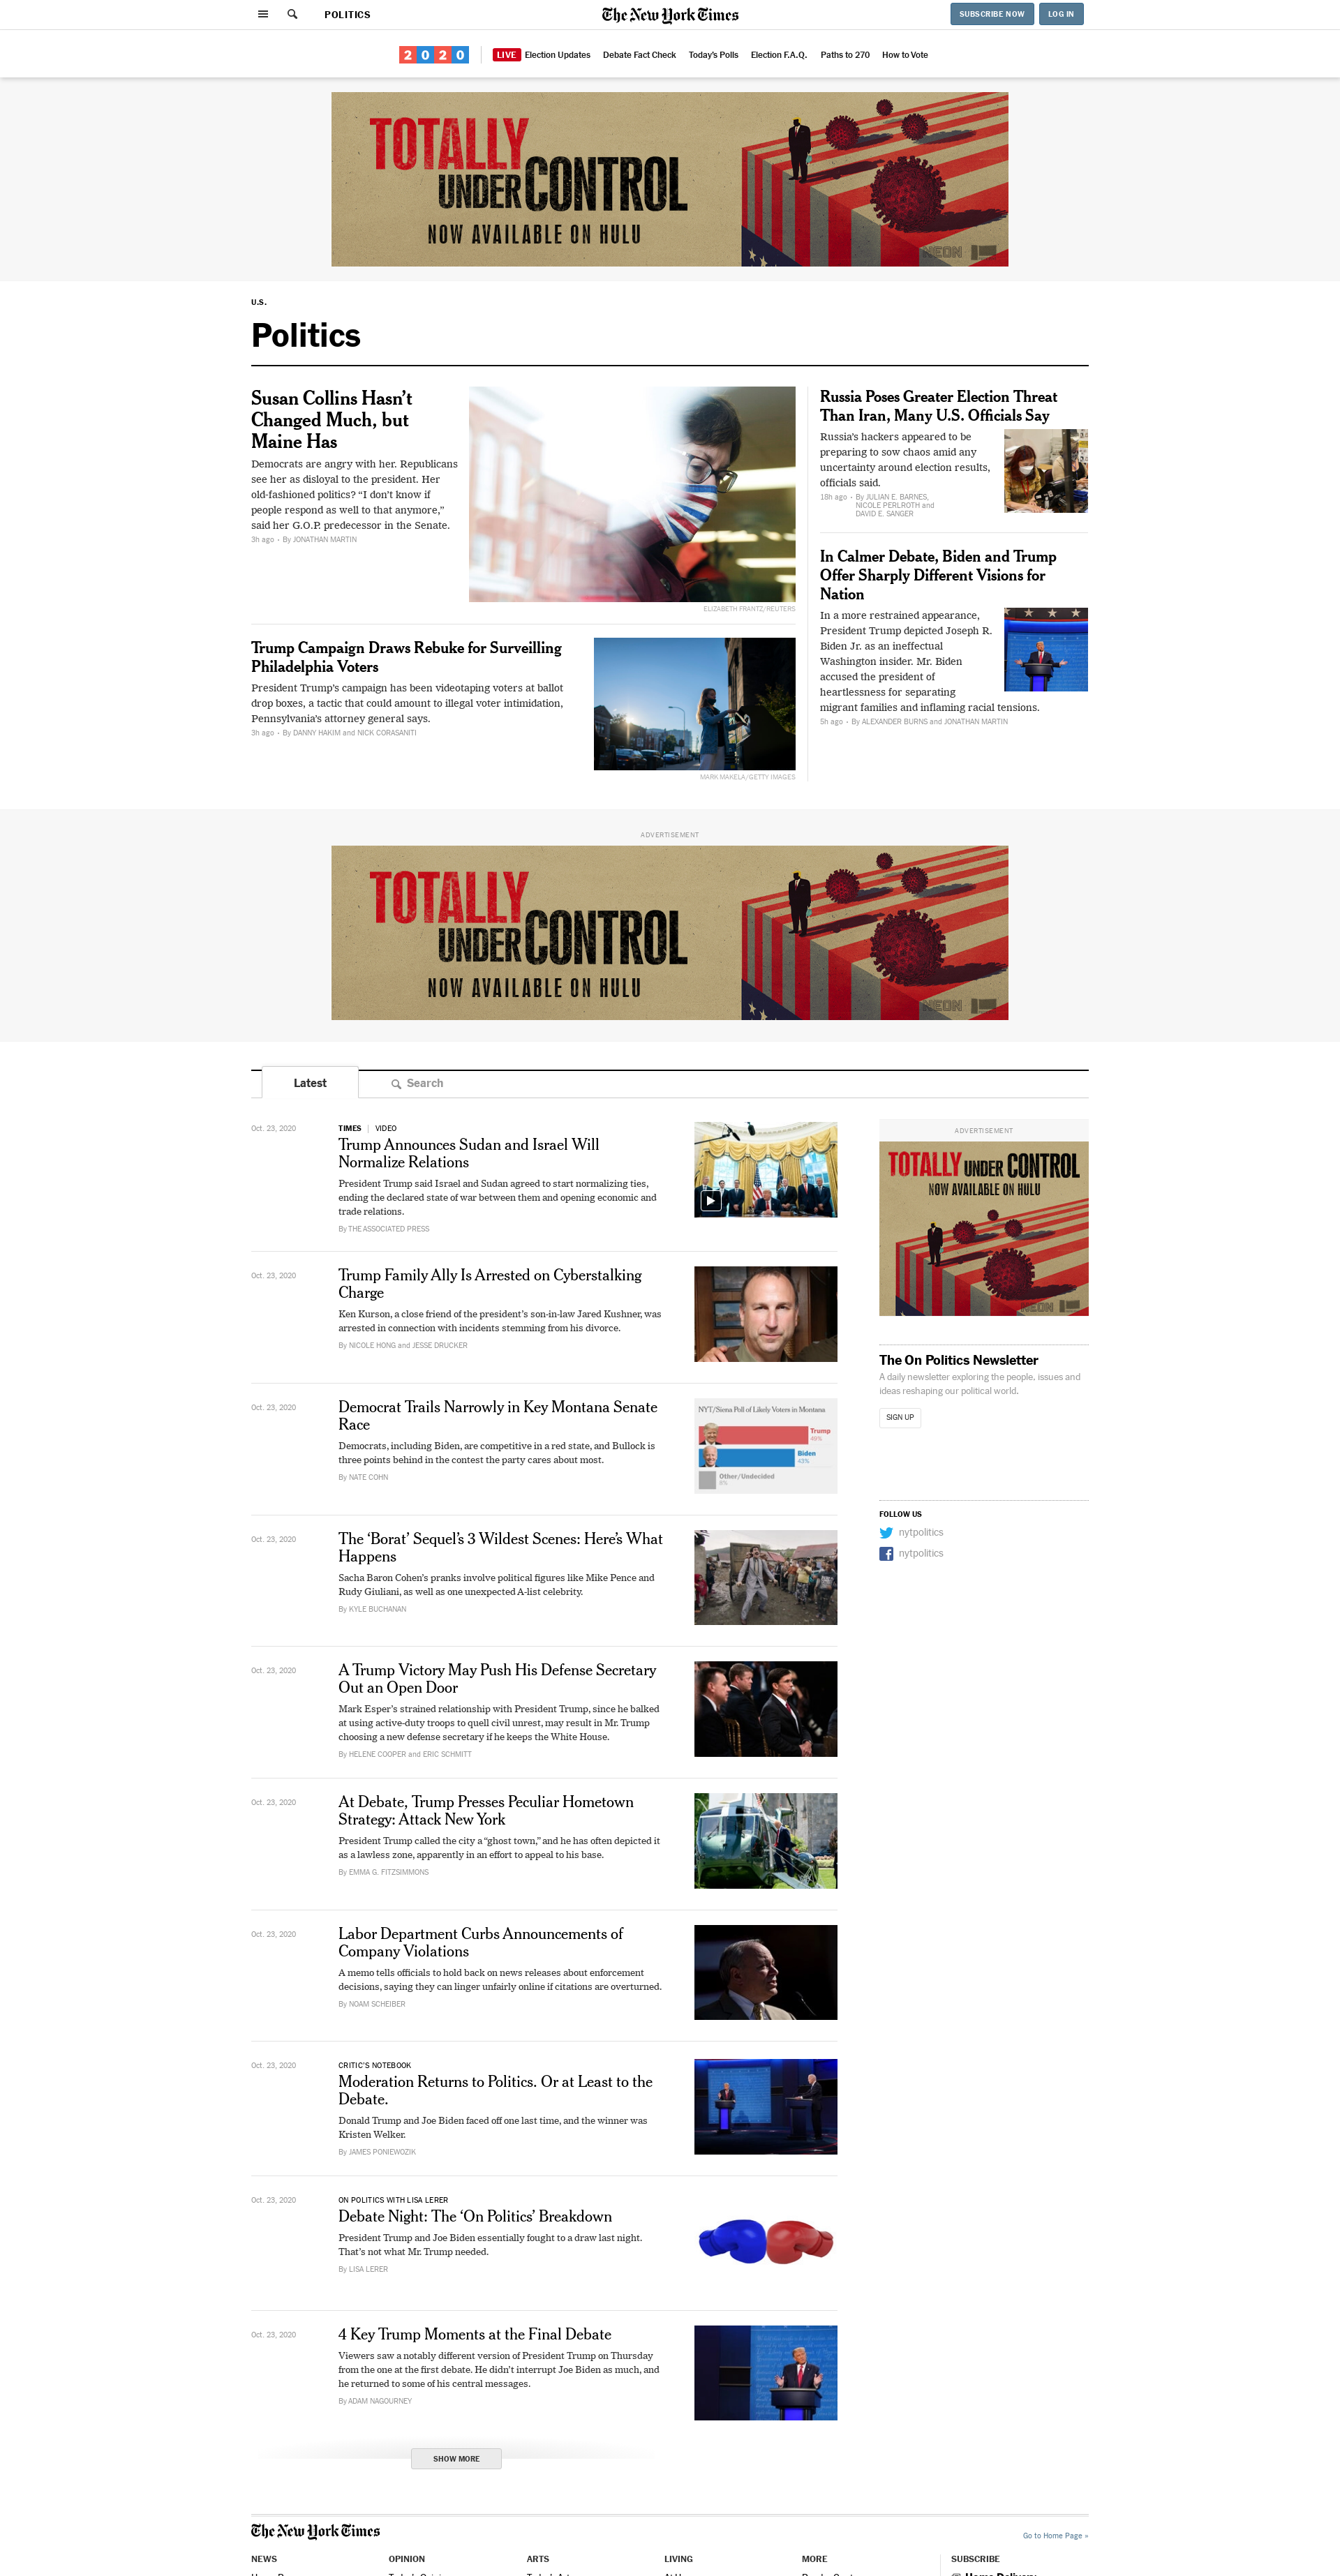 POLITICS
The New York Times
SUBSCRIBE NOW
LOG IN
2020
LIVE Election Updates
Debate Fact Check
Today's Polls
Election F.A.Q.
Paths to 270
How to Vote
TOTALLY
UNDER CONTROL
NOW AVAILABLE ON HULU
NEON
U.S.
Politics
Susan Collins Hasn't
Changed Much, but
Maine Has
Democrats are angry with her. Republicans
see her as disloyal to the president. Her
old-fashioned politics? “I don't know if
people respond as well to that anymore,”
said her G.O.P. predecessor in the Senate.
3h ago • By JONATHAN MARTIN
ELIZABETH FRANTZ/REUTERS
Trump Campaign Draws Rebuke for Surveilling
Philadelphia Voters
President Trump's campaign has been videotaping voters at ballot
drop boxes, a tactic that could amount to illegal voter intimidation,
Pennsylvania's attorney general says.
3h ago • By DANNY HAKIM and NICK CORASANITI
MARK MAKELA/GETTY IMAGES
Russia Poses Greater Election Threat
Than Iran, Many U.S. Officials Say
Russia's hackers appeared to be
preparing to sow chaos amid any
uncertainty around election results,
officials said.
18h ago • By JULIAN E. BARNES,
NICOLE PERLROTH and
DAVID E. SANGER
In Calmer Debate, Biden and Trump
Offer Sharply Different Visions for
Nation
In a more restrained appearance,
President Trump depicted Joseph R.
Biden Jr. as an ineffectual
Washington insider. Mr. Biden
accused the president of
heartlessness for separating
migrant families and inflaming racial tensions.
5h ago • By ALEXANDER BURNS and JONATHAN MARTIN
ADVERTISEMENT
TOTALLY
UNDER CONTROL
NOW AVAILABLE ON HULU
NEON
Latest
Search
Oct. 23, 2020
TIMES | VIDEO
Trump Announces Sudan and Israel Will
Normalize Relations
President Trump said Israel and Sudan agreed to start normalizing ties,
ending the declared state of war between them and opening economic and
trade relations.
By THE ASSOCIATED PRESS
Oct. 23, 2020
Trump Family Ally Is Arrested on Cyberstalking
Charge
Ken Kurson, a close friend of the president's son-in-law Jared Kushner, was
arrested in connection with incidents stemming from his divorce.
By NICOLE HONG and JESSE DRUCKER
Oct. 23, 2020
Democrat Trails Narrowly in Key Montana Senate
Race
Democrats, including Biden, are competitive in a red state, and Bullock is
three points behind in the contest the party cares about most.
By NATE COHN
NYT/Siena Poll of Likely Voters in Montana
Trump
49%
Biden
43%
Other/Undecided
8%
Oct. 23, 2020
The ‘Borat’ Sequel's 3 Wildest Scenes: Here's What
Happens
Sacha Baron Cohen's pranks involve political figures like Mike Pence and
Rudy Giuliani, as well as one unexpected A-list celebrity.
By KYLE BUCHANAN
Oct. 23, 2020
A Trump Victory May Push His Defense Secretary
Out an Open Door
Mark Esper's strained relationship with President Trump, since he balked
at using active-duty troops to quell civil unrest, may result in Mr. Trump
choosing a new defense secretary if he keeps the White House.
By HELENE COOPER and ERIC SCHMITT
Oct. 23, 2020
At Debate, Trump Presses Peculiar Hometown
Strategy: Attack New York
President Trump called the city a “ghost town,” and he has often depicted it
as a lawless zone, apparently in an effort to appeal to his base.
By EMMA G. FITZSIMMONS
Oct. 23, 2020
Labor Department Curbs Announcements of
Company Violations
A memo tells officials to hold back on news releases about enforcement
decisions, saying they can linger unfairly online if citations are overturned.
By NOAM SCHEIBER
Oct. 23, 2020
CRITIC'S NOTEBOOK
Moderation Returns to Politics. Or at Least to the
Debate.
Donald Trump and Joe Biden faced off one last time, and the winner was
Kristen Welker.
By JAMES PONIEWOZIK
Oct. 23, 2020
ON POLITICS WITH LISA LERER
Debate Night: The ‘On Politics’ Breakdown
President Trump and Joe Biden essentially fought to a draw last night.
That's not what Mr. Trump needed.
By LISA LERER
Oct. 23, 2020
4 Key Trump Moments at the Final Debate
Viewers saw a notably different version of President Trump on Thursday
from the one at the first debate. He didn't interrupt Joe Biden as much, and
he returned to some of his central messages.
By ADAM NAGOURNEY
SHOW MORE
ADVERTISEMENT
TOTALLY UNDER CONTROL
NOW AVAILABLE ON HULU
NEON
The On Politics Newsletter
A daily newsletter exploring the people, issues and
ideas reshaping our political world.
SIGN UP
FOLLOW US
nytpolitics
nytpolitics
The New York Times
Go to Home Page »
NEWS
OPINION
ARTS
LIVING
MORE
SUBSCRIBE